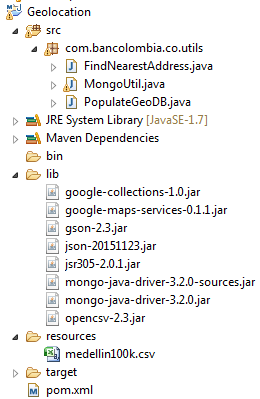 Geolocation
src
com.bancolombia.co.utils
FindNearestAddress.java
MongoUtil.java
PopulateGeoDB.java
JRE System Library [JavaSE-1.7]
Maven Dependencies
bin
lib
google-collections-1.0.jar
google-maps-services-0.1.1.jar
gson-2.3.jar
json-20151123.jar
jsr305-2.0.1.jar
mongo-java-driver-3.2.0-sources.jar
mongo-java-driver-3.2.0.jar
opencsv-2.3.jar
resources
medellin100k.csv
target
pom.xml